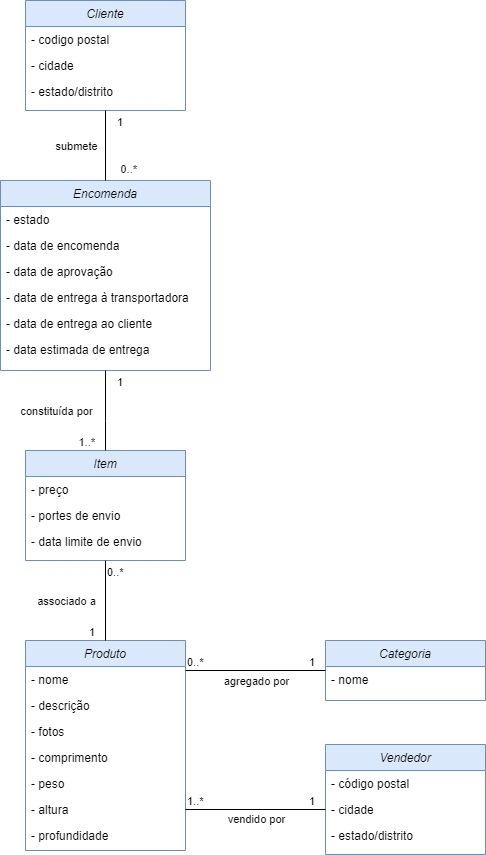 Cliente
- codigo postal
- cidade
- estado/distrito
1
submete
0..*
Encomenda
- estado
- data de encomenda
- data de aprovação
- data de entrega à transportadora
- data de entrega ao cliente
- data estimada de entrega
1
constituída por
1..*
Item
- preço
- portes de envio
- data limite de envio
0..*
associado a
1
Produto
- nome
- descrição
- fotos
- comprimento
- peso
- altura
- profundidade
0..* 1
agregado por
Categoria
- nome
1..* 1
vendido por
Vendedor
- código postal
- cidade
- estado/distrito